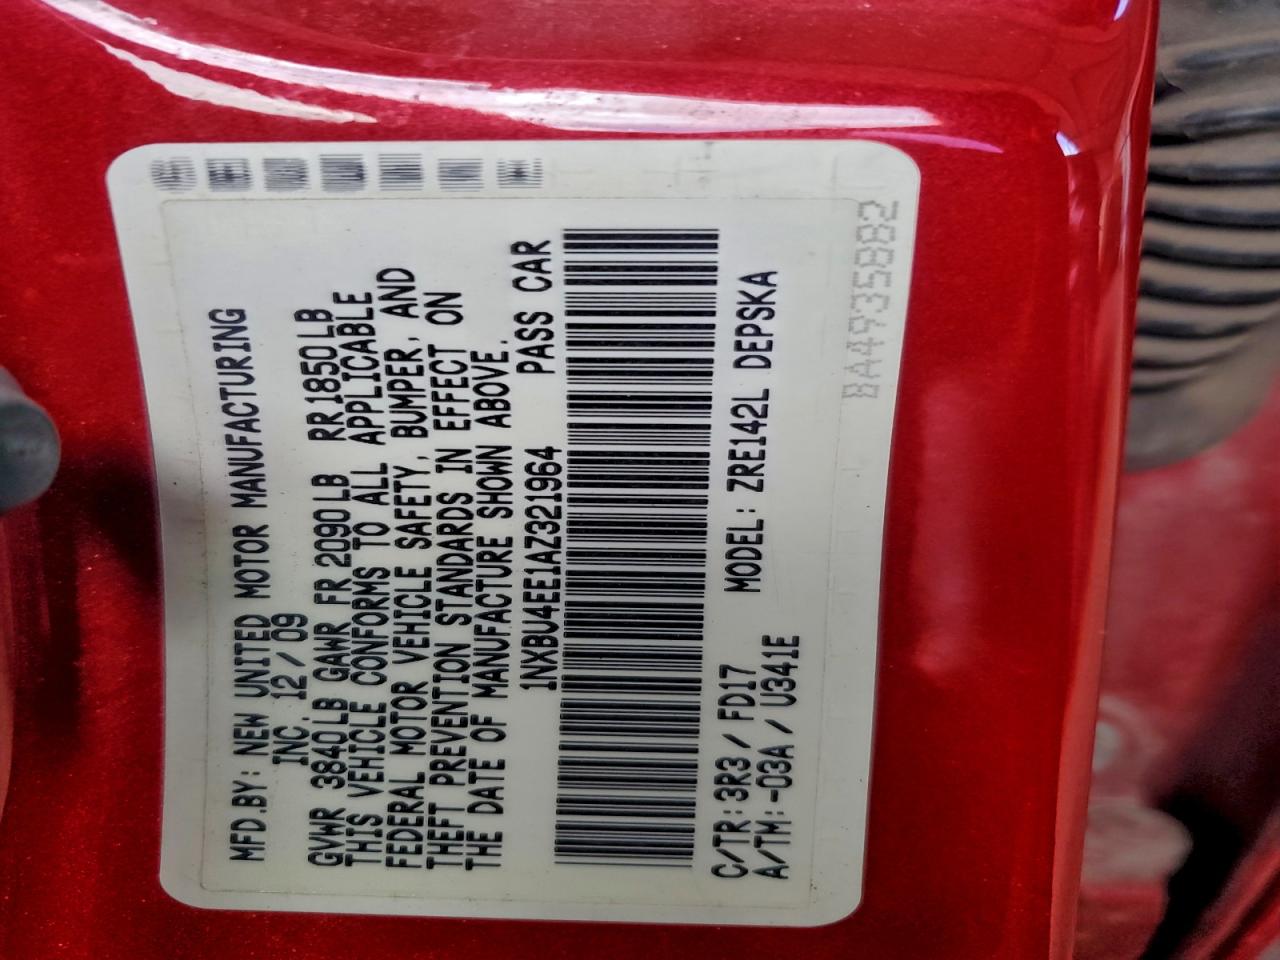 MFD.BY: NEW UNITED MOTOR MANUFACTURING
INC. 12/09
GVWR 3840LB GAWR FR 2090LB RR 1850LB
THIS VEHICLE CONFORMS TO ALL APPLICABLE
FEDERAL MOTOR VEHICLE SAFETY, BUMPER, AND
THEFT PREVENTION STANDARDS IN EFFECT ON
THE DATE OF MANUFACTURE SHOWN ABOVE.
1NXBU4EE1AZ321964 PASS CAR
C/TR:3R3/FD17 MODEL: ZRE142L DEPSKA
A/TM:-03A/U341E
BA4935882